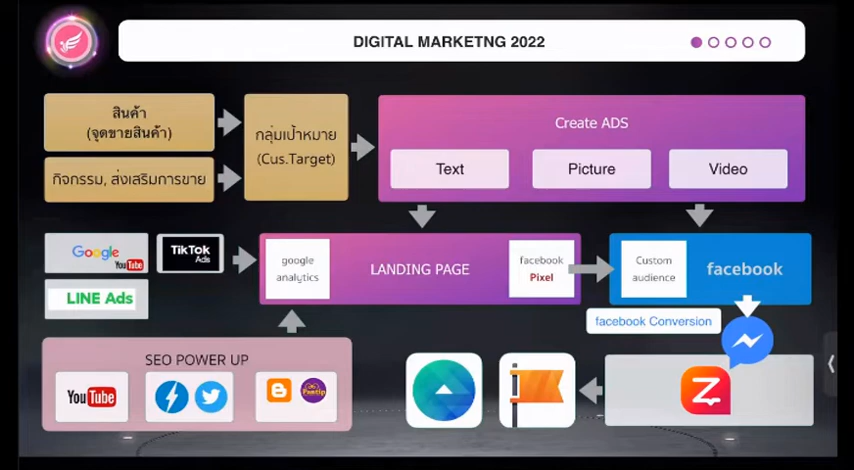 DIGITAL MARKETNG 2022
สินค้า
(จุดขายสินค้า)
กิจกรรม, ส่งเสริมการขาย
กลุ่มเป้าหมาย
(Cus.Target)
Create ADS
Text
Picture
Video
Google
YouTube
TikTok
Ads
LINE Ads
google
analytics
LANDING PAGE
facebook
Pixel
Custom
audience
facebook
facebook Conversion
SEO POWER UP
YouTube
Pantip